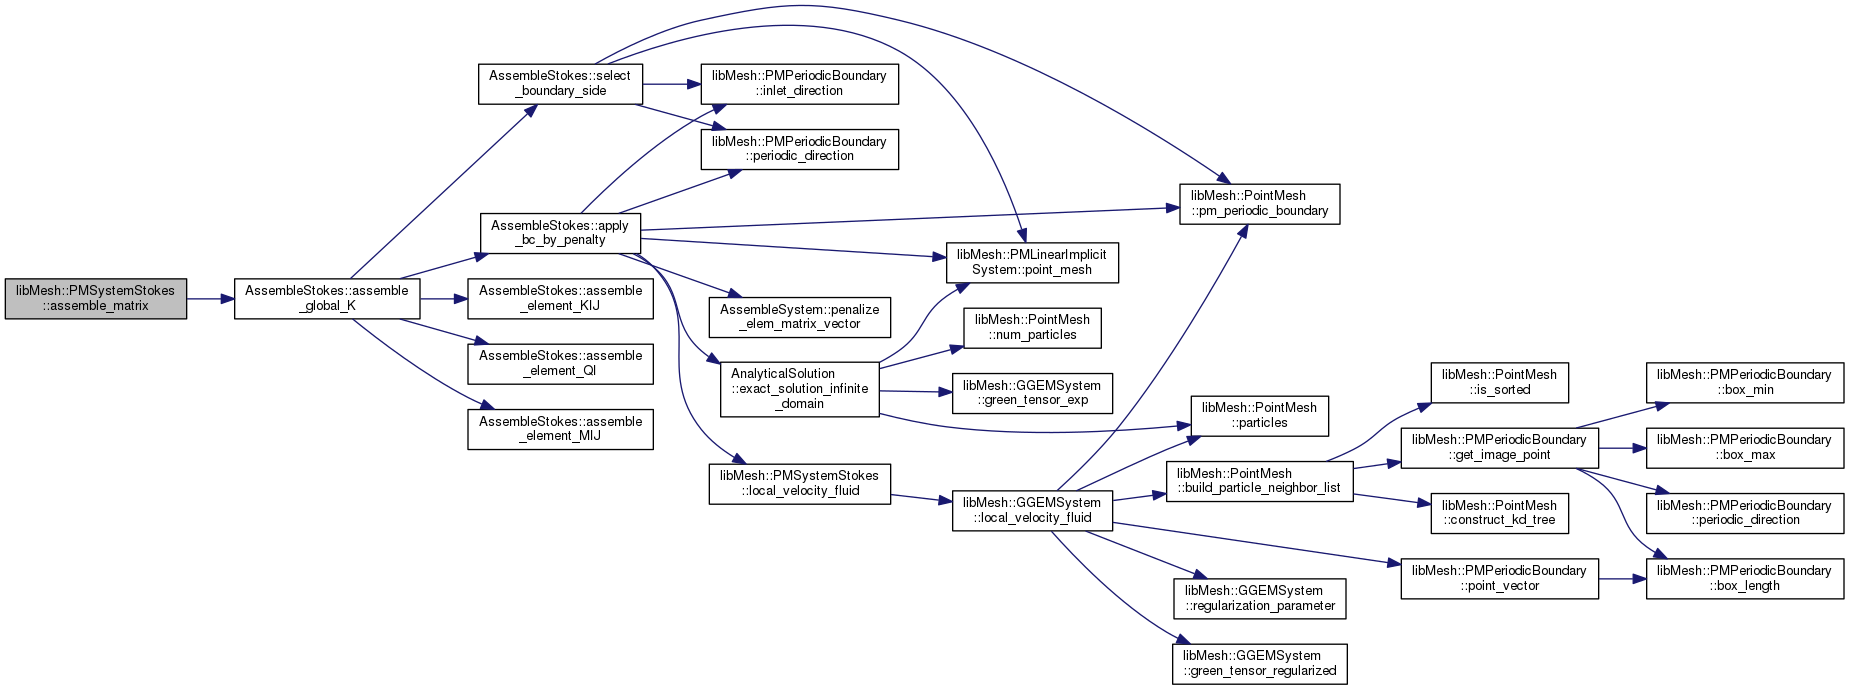 libMesh::PMSystemStokes
::assemble_matrix
AssembleStokes::assemble
_global_K
AssembleStokes::select
_boundary_side
AssembleStokes::apply
_bc_by_penalty
AssembleStokes::assemble
_element_KIJ
AssembleStokes::assemble
_element_QI
AssembleStokes::assemble
_element_MIJ
libMesh::PMPeriodicBoundary
::inlet_direction
libMesh::PMPeriodicBoundary
::periodic_direction
AssembleSystem::penalize
_elem_matrix_vector
AnalyticalSolution
::exact_solution_infinite
_domain
libMesh::PMSystemStokes
::local_velocity_fluid
libMesh::PMLinearImplicit
System::point_mesh
libMesh::PointMesh
::num_particles
libMesh::GGEMSystem
::green_tensor_exp
libMesh::GGEMSystem
::local_velocity_fluid
libMesh::PointMesh
::pm_periodic_boundary
libMesh::PointMesh
::particles
libMesh::PointMesh
::build_particle_neighbor_list
libMesh::GGEMSystem
::regularization_parameter
libMesh::GGEMSystem
::green_tensor_regularized
libMesh::PointMesh
::is_sorted
libMesh::PMPeriodicBoundary
::get_image_point
libMesh::PointMesh
::construct_kd_tree
libMesh::PMPeriodicBoundary
::point_vector
libMesh::PMPeriodicBoundary
::box_min
libMesh::PMPeriodicBoundary
::box_max
libMesh::PMPeriodicBoundary
::periodic_direction
libMesh::PMPeriodicBoundary
::box_length